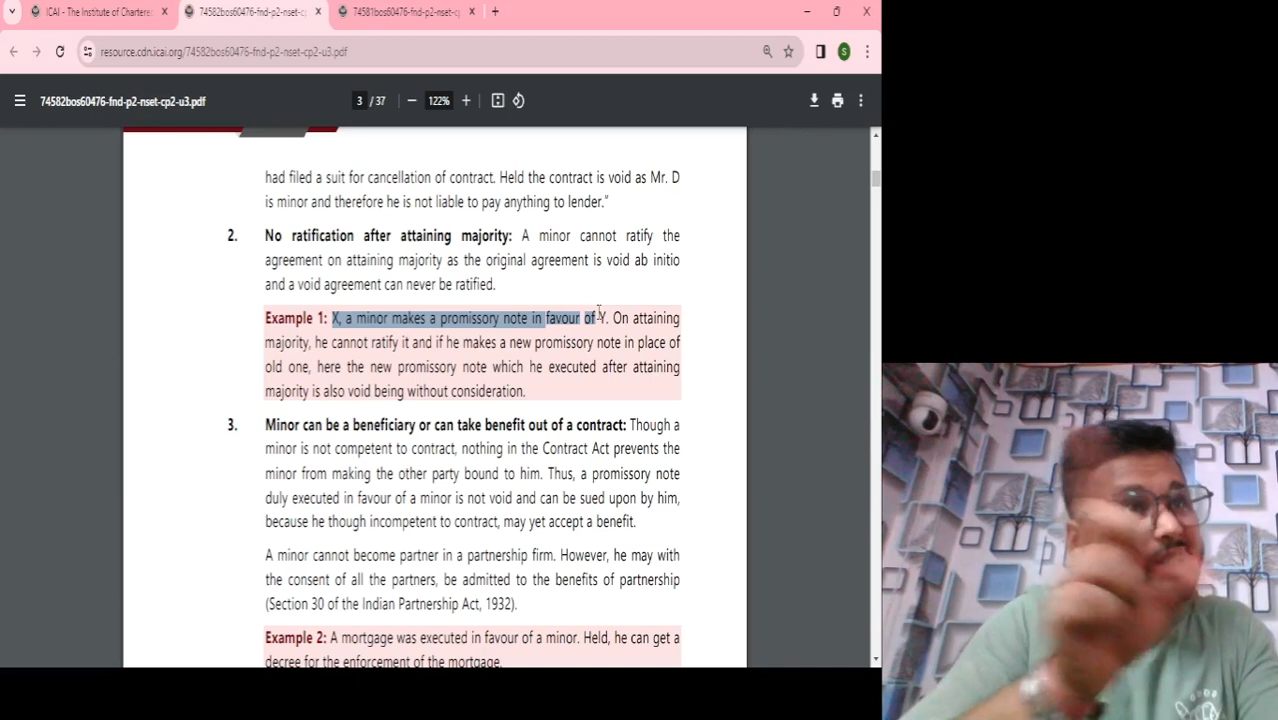 ICAI - The Institute of Charterec
74582bos60476-fnd-p2-nset-cp2
74581bos60476-fnd-p2-nset-cp
resource.cdn.icai.org/74582bos60476-fnd-p2-nset-cp2-u3.pdf
S
74582bos60476-fnd-p2-nset-cp2-u3.pdf
3 / 37
122%
had filed a suit for cancellation of contract. Held the contract is void as Mr. D
is minor and therefore he is not liable to pay anything to lender.”
2. No ratification after attaining majority: A minor cannot ratify the
agreement on attaining majority as the original agreement is void ab initio
and a void agreement can never be ratified.
Example 1: X, a minor makes a promissory note in favour of Y. On attaining
majority, he cannot ratify it and if he makes a new promissory note in place of
old one, here the new promissory note which he executed after attaining
majority is also void being without consideration.
3. Minor can be a beneficiary or can take benefit out of a contract: Though a
minor is not competent to contract, nothing in the Contract Act prevents the
minor from making the other party bound to him. Thus, a promissory note
duly executed in favour of a minor is not void and can be sued upon by him,
because he though incompetent to contract, may yet accept a benefit.
A minor cannot become partner in a partnership firm. However, he may with
the consent of all the partners, be admitted to the benefits of partnership
(Section 30 of the Indian Partnership Act, 1932).
Example 2: A mortgage was executed in favour of a minor. Held, he can get a
decree for the enforcement of the mortgage.